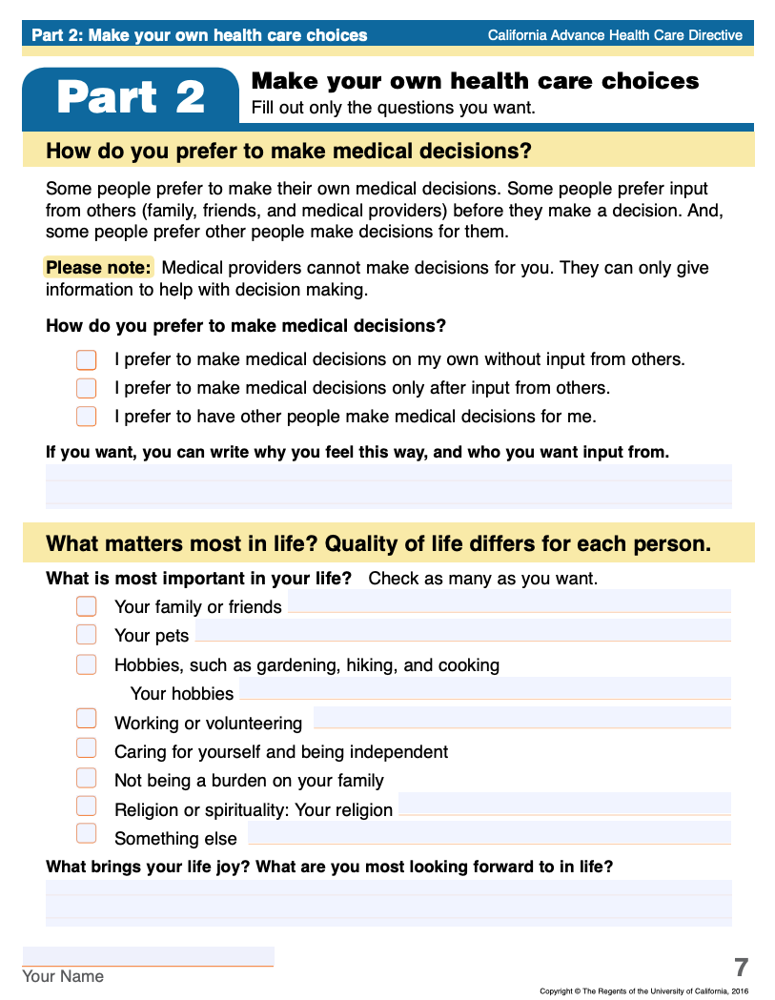 Part 2: Make your own health care choices
California Advance Health Care Directive
Part 2
Make your own health care choices
Fill out only the questions you want.
How do you prefer to make medical decisions?
Some people prefer to make their own medical decisions. Some people prefer input
from others (family, friends, and medical providers) before they make a decision. And,
some people prefer other people make decisions for them.
Please note: Medical providers cannot make decisions for you. They can only give
information to help with decision making.
How do you prefer to make medical decisions?
I prefer to make medical decisions on my own without input from others.
I prefer to make medical decisions only after input from others.
I prefer to have other people make medical decisions for me.
If you want, you can write why you feel this way, and who you want input from.
What matters most in life? Quality of life differs for each person.
What is most important in your life? Check as many as you want.
Your family or friends
Your pets
Hobbies, such as gardening, hiking, and cooking
Your hobbies
Working or volunteering
Caring for yourself and being independent
Not being a burden on your family
Religion or spirituality: Your religion
Something else
What brings your life joy? What are you most looking forward to in life?
Your Name
7
Copyright © The Regents of the University of California, 2016